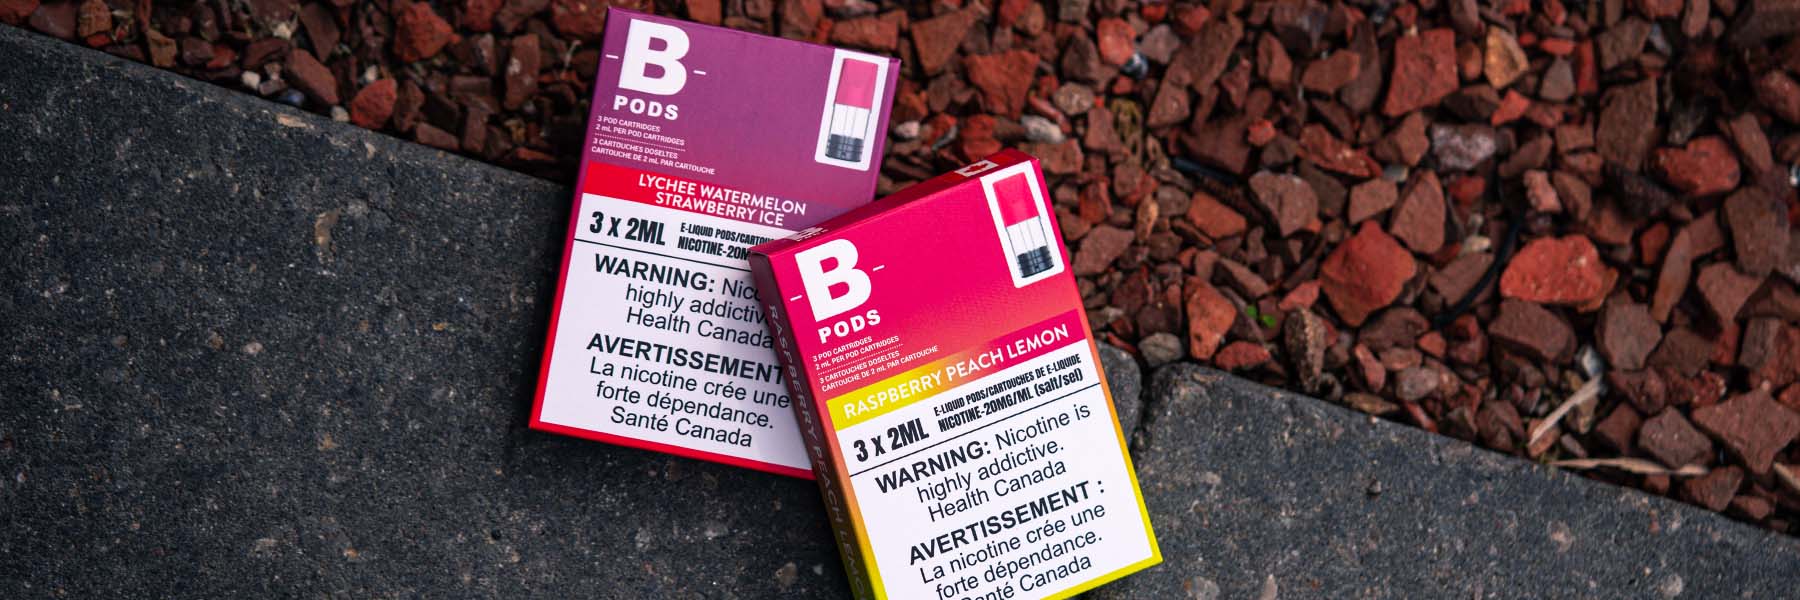 B
PODS
3 POD CARTRIDGES
2 mL PER POD CARTRIDGES
3 CARTOUCHES DOSELTES
CARTOUCHE DE 2 mL PAR CARTOUCHE
LYCHEE WATERMELON
STRAWBERRY ICE
3 x 2ML
E-LIQUID PODS/
NICOTINE-20
WARNING:
highly
Health Canada
AVERTISSEMENT
La nicotine crée une
forte dépendance.
Santé Canada
B
PODS
3 POD CARTRIDGES
2 mL PER POD CARTRIDGES
3 CARTOUCHES DOSELTES
CARTOUCHE DE 2 mL PAR CARTOUCHE
RASPBERRY PEACH LEMON
3 x 2ML
E-LIQUID PODS/CARTOUCHES DE E-LIQUIDE
NICOTINE-20MG/ML (salt/sel)
WARNING: Nicotine is
highly addictive.
Health Canada
AVERTISSEMENT :
La nicotine crée une
forte dépendance.
Santé Canada
RASPBERRY PEACH LEMON